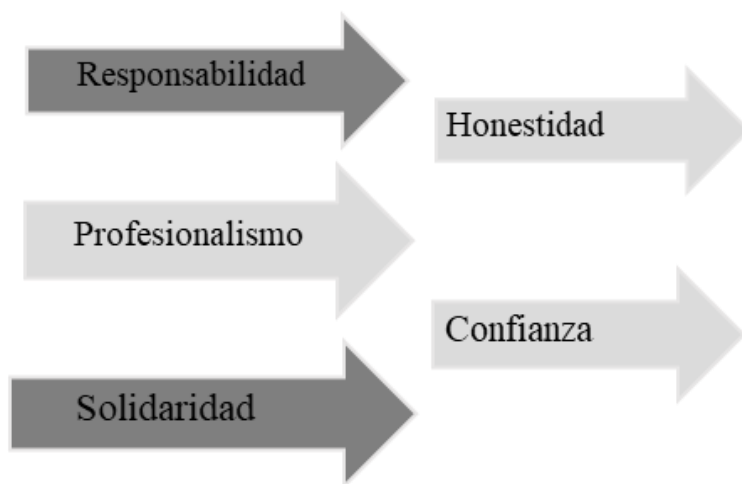 Responsabilidad
Honestidad
Profesionalismo
Confianza
Solidaridad